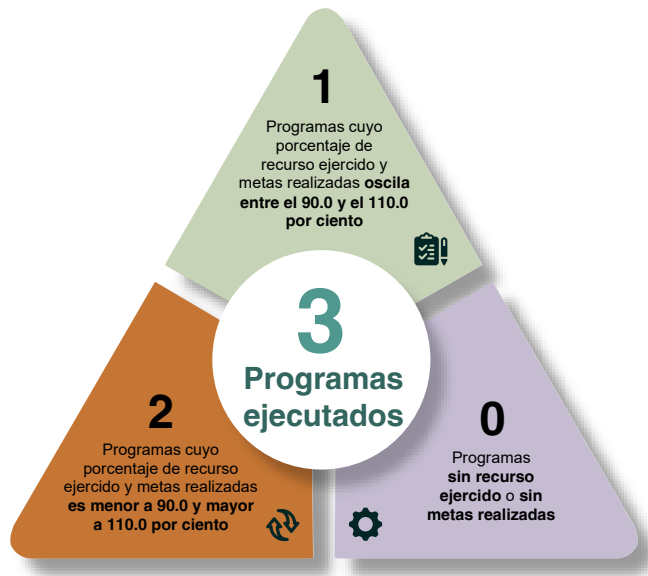 1
Programas cuyo
porcentaje de
recurso ejercido y
metas realizadas oscila
entre el 90.0 y el 110.0
por ciento
3
Programas
ejecutados
2
Programas cuyo
porcentaje de recurso
ejercido y metas realizadas
es menor a 90.0 y mayor
a 110.0 por ciento
0
Programas
sin recurso
ejercido o sin
metas realizadas